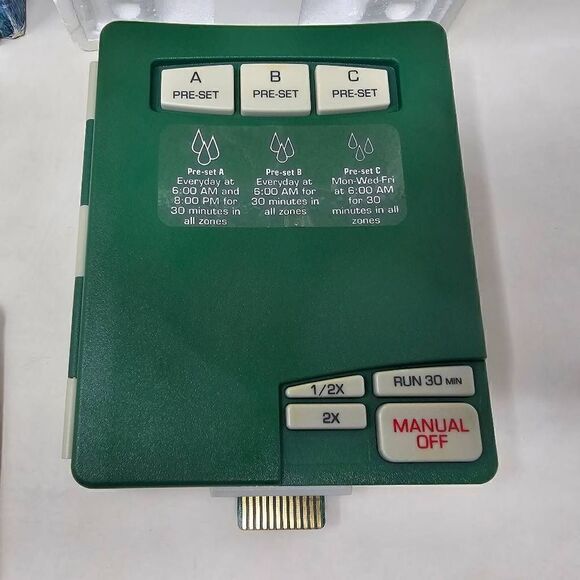 A
PRE-SET
B
PRE-SET
C
PRE-SET
Pre-set A
Everyday at
6:00 AM and
8:00 PM for
30 minutes in
all zones
Pre-set B
Everyday at
6:00 AM for
30 minutes in
all zones
Pre-set C
Mon-Wed-Fri
at 6:00 AM
for 30
minutes in all
zones
1/2X
RUN 30 MIN
2X
MANUAL
OFF